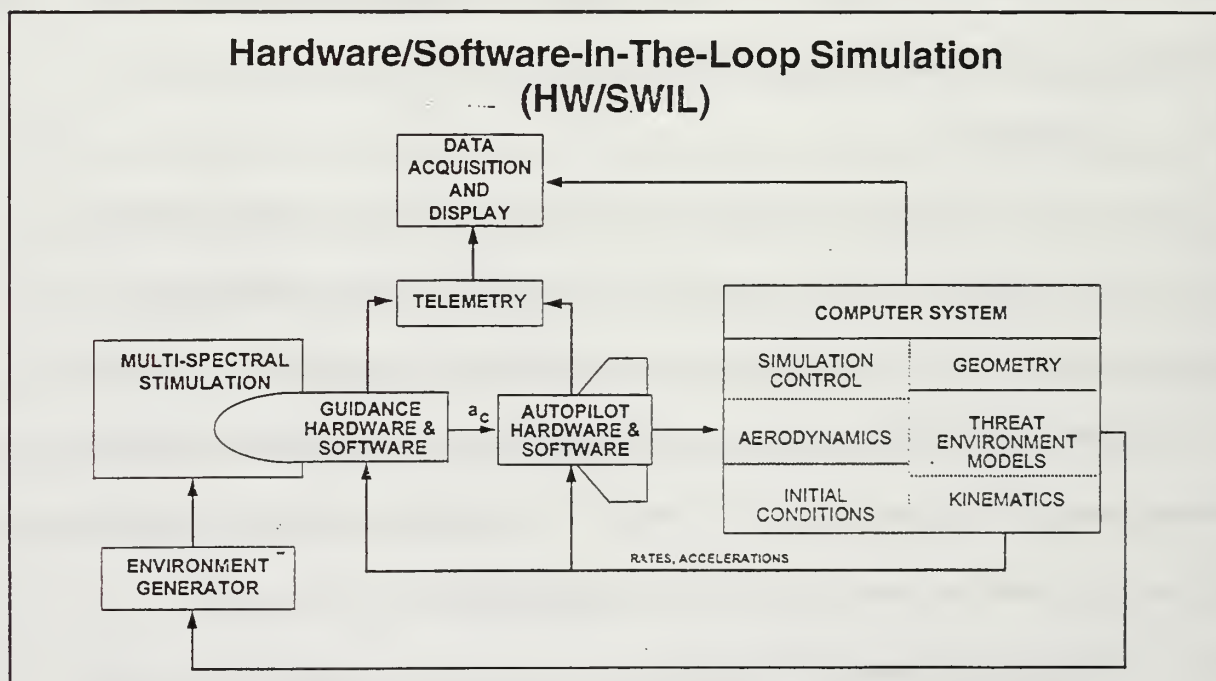 Hardware/Software-In-The-Loop Simulation
(HW/SWIL)
DATA
ACQUISITION
AND
DISPLAY
TELEMETRY
COMPUTER SYSTEM
MULTI-SPECTRAL
STIMULATION
SIMULATION
CONTROL
GEOMETRY
GUIDANCE
HARDWARE &
SOFTWARE
ac
AUTOPILOT
HARDWARE &
SOFTWARE
AERODYNAMICS
THREAT
ENVIRONMENT
MODELS
INITIAL
CONDITIONS
KINEMATICS
RATES, ACCELERATIONS
ENVIRONMENT
GENERATOR